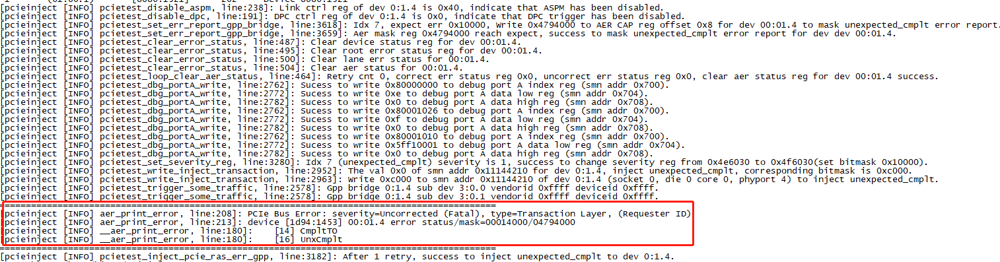 [pcieinject [INFO] pcietest_disable_aspm, line:238]: Link ctrl reg of dev 0:1.4 is 0x40, indicate that ASPM has been disabled.
[pcieinject [INFO] pcietest_disable_dpc, line:191]: DPC ctrl reg of dev 0:1.4 is 0x0, indicate that DPC trigger has been disabled.
[pcieinject [INFO] pcietest_set_err_report_gpp_bridge, line:3618]: Idx 7, expect err 0x10000, Write 0x4794000 to AER CAP reg offset 0x8 for dev 00:01.4 to mask unexpected_cmplt error report.
[pcieinject [INFO] pcietest_set_err_report_gpp_bridge, line:3659]: Aer mask reg 0x4794000 reach expect, success to mask unexpected_cmplt error report for dev dev 00:01.4.
[pcieinject [INFO] pcietest_clear_error_status, line:487]: Clear device status reg for dev 00:01.4.
[pcieinject [INFO] pcietest_clear_error_status, line:495]: Clear root error status reg for dev 00:01.4.
[pcieinject [INFO] pcietest_clear_error_status, line:500]: Clear lane err status for 00:01.4.
[pcieinject [INFO] pcietest_clear_error_status, line:504]: Clear aer status for 00:01.4.
[pcieinject [INFO] pcietest_loop_clear_aer_status, line:464]: Retry cnt 0, correct err status reg 0x0, uncorrect err status reg 0x0, clear aer status reg for dev 00:01.4 success.
[pcieinject [INFO] pcietest_dbg_portA_write, line:2762]: Sucess to write 0x80000000 to debug port A index reg (smn addr 0x700).
[pcieinject [INFO] pcietest_dbg_portA_write, line:2772]: Sucess to write 0xe to debug port A data low reg (smn addr 0x704).
[pcieinject [INFO] pcietest_dbg_portA_write, line:2782]: Sucess to write 0x0 to debug port A data high reg (smn addr 0x708).
[pcieinject [INFO] pcietest_dbg_portA_write, line:2762]: Sucess to write 0x80001026 to debug port A index reg (smn addr 0x700).
[pcieinject [INFO] pcietest_dbg_portA_write, line:2772]: Sucess to write 0xf to debug port A data low reg (smn addr 0x704).
[pcieinject [INFO] pcietest_dbg_portA_write, line:2782]: Sucess to write 0x0 to debug port A data high reg (smn addr 0x708).
[pcieinject [INFO] pcietest_dbg_portA_write, line:2762]: Sucess to write 0x80001010 to debug port A index reg (smn addr 0x700).
[pcieinject [INFO] pcietest_dbg_portA_write, line:2772]: Sucess to write 0x5ff10001 to debug port A data low reg (smn addr 0x704).
[pcieinject [INFO] pcietest_dbg_portA_write, line:2782]: Sucess to write 0x0 to debug port A data high reg (smn addr 0x708).
[pcieinject [INFO] pcietest_set_severity_reg, line:3280]: Idx 7 (unexpected_cmplt) severity is 1, success to change severity reg from 0x4e6030 to 0x4f6030(set bitmask 0x10000).
[pcieinject [INFO] pcietest_write_inject_transaction, line:2952]: The val 0x0 of smn addr 0x11144210 for dev 0:1.4, inject unexpected_cmplt, corresponding bitmask is 0xc000.
[pcieinject [INFO] pcietest_write_inject_transaction, line:2963]: Write 0xc000 to smn addr 0x11144210 of dev 0:1.4 (socket 0, die 0 core 0, phyport 4) to inject unexpected_cmplt.
[pcieinject [INFO] pcietest_trigger_some_traffic, line:2578]: Gpp bridge 0:1.4 sub dev 3:0.0 vendorid 0xffff deviceid 0xffff.
[pcieinject [INFO] pcietest_trigger_some_traffic, line:2578]: Gpp bridge 0:1.4 sub dev 3:0.1 vendorid 0xffff deviceid 0xffff.
[pcieinject [INFO] aer_print_error, line:208]: PCIe Bus Error: severity=Uncorrected (Fatal), type=Transaction Layer, (Requester ID)
[pcieinject [INFO] aer_print_error, line:213]: device [1d94:1453] 00:01.4 error status/mask=00014000/04794000
[pcieinject [INFO] __aer_print_error, line:180]:    [14] CmpltTO
[pcieinject [INFO] __aer_print_error, line:180]:    [16] UnxCmplt
[pcieinject [INFO] pcietest_inject_pcie_ras_err_gpp, line:3182]: After 1 retry, success to inject unexpected_cmplt to dev 0:1.4.